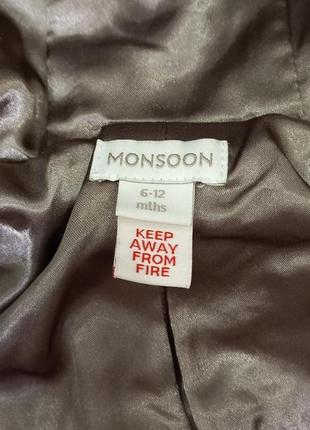 MONSOON
6-12
mths
KEEP
AWAY
FROM
FIRE